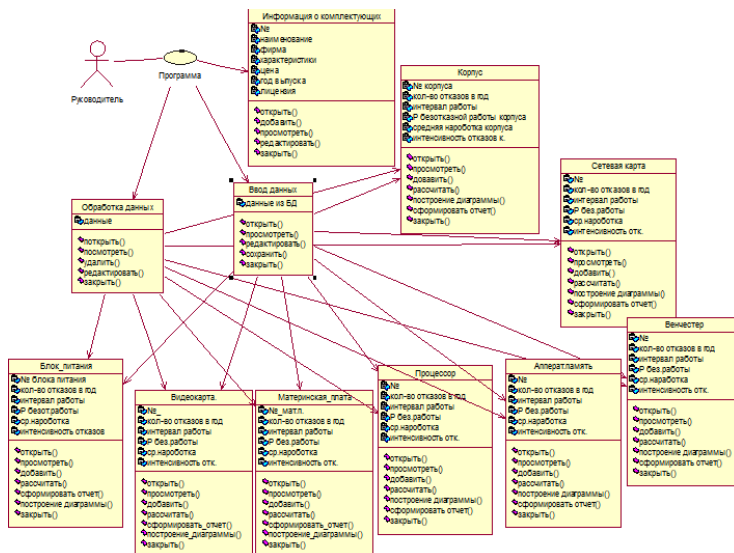 Руководитель
Программа
Информация о комплектующих
№
наименование
фирма
характеристики
цена
год выпуска
лицензия
открыть()
добавить()
просмотреть()
редактировать()
закрыть()
Корпус
№ корпуса
кол-во отказов в год
интервал работы
Р безотказной работы корпуса
средняя наработка корпуса
интенсивность отказов к.
открыть()
просмотреть()
довавить()
рассчитать()
построение диаграммы()
сформировать отчет()
закрыть()
Сетевая карта
№
кол-во отказов в год
интервал работы
Р без.работы
ср.наработка
интенсивность отк.
открыть()
просмотреть()
добавить()
рассчитать()
построение диаграммы()
сформировать отчет()
закрыть()
Обработка данных
данные
поткрыть()
посмотреть()
удалить()
редактировать()
закрыть()
Ввод данных
данные из БД
открыть()
просмотреть()
редактировать()
сохранить()
закрыть()
Венчестер
№
кол-во отказов в год
интервал работы
Р без.работы
ср.наработка
интенсивность отк.
открыть()
просмотреть()
добавить()
рассчитать()
построение диаграммы()
сформировать отчет()
закрыть()
Блок_питания
№ блока питания
кол-во отказов в год
интервал работы
Р безот.работы
ср.наработка
интенсивность отказов
открыть()
просмотреть()
добавить()
рассчитать()
сформировать отчет()
построение диаграммы()
закрыть()
Видеокарта.
№_
кол-во отказов в год
интервал работы
Р без.работы
ср.наработка
интенсивность отк.
открыть()
просмотреть()
добавить()
рассчитать()
сформировать_отчет()
построение_диаграммы()
закрыть()
Материнская_плата
№_мат.п.
кол-во отказов в год
интервал работы
Р без.работы
ср.наработка
интенсивность отк.
открыть()
просмотреть()
добавить()
рассчитать()
сформировать_отчет()
построение диаграммы()
закрыть()
Процессор
№
кол-во отказов в год
интервал работы
Р без.работы
ср.наработка
интенсивность отк.
открыть()
просмотреть()
добавить()
рассчитать()
построение диаграммы()
сформировать отчет()
закрыть()
Аппарат.память
№
кол-во отказов в год
интервал работы
Р без.работы
ср.наработка
интенсивность отк.
открыть()
просмотреть()
добавить()
рассчитать()
сформировать отчет()
построение диаграммы()
закрыть()